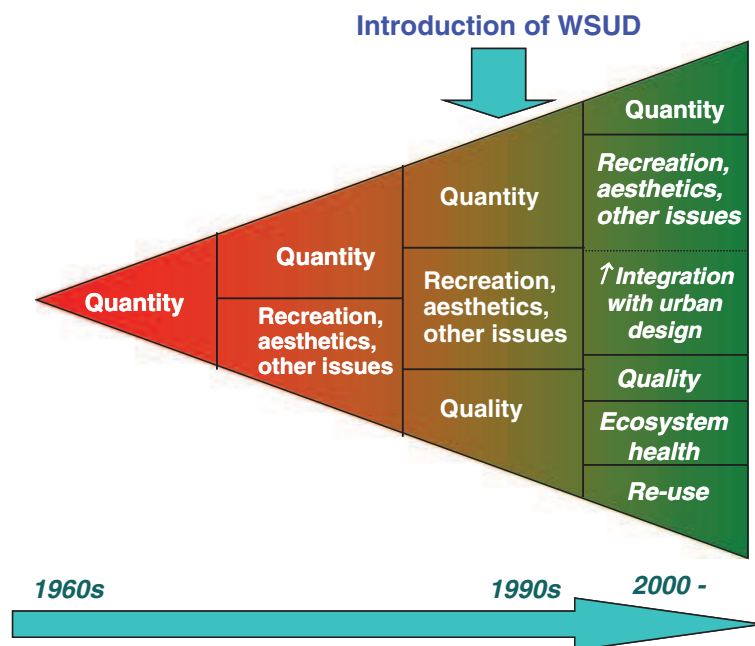 Introduction of WSUD
Quantity
Quantity
Recreation,
aesthetics,
other issues
Quantity
Recreation,
aesthetics,
other issues
Quality
Quantity
Recreation,
aesthetics,
other issues
↑ Integration
with urban
design
Quality
Ecosystem
health
Re-use
1960s
1990s
2000 -